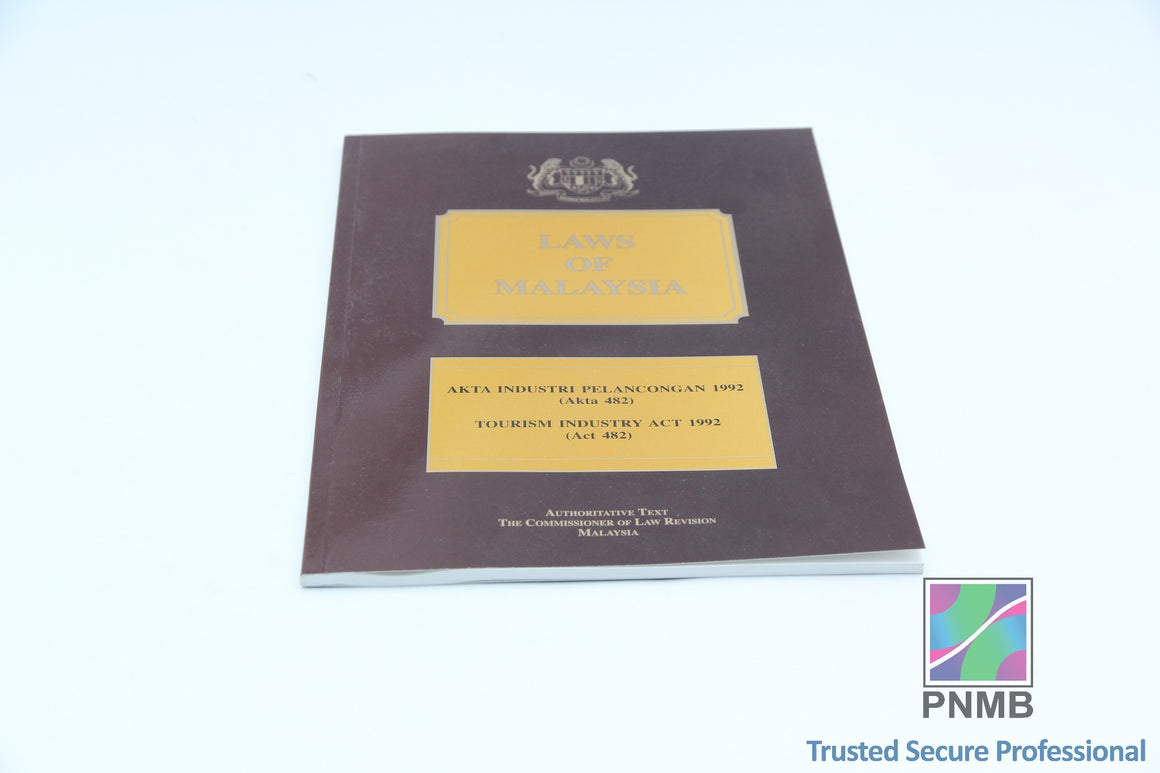 LAWS
OF
MALAYSIA
AKTA INDUSTRI PELANCONGAN 1992
(Akta 482)
TOURISM INDUSTRY ACT 1992
(Act 482)
AUTHORITATIVE TEXT
THE COMMISSIONER OF LAW REVISION
MALAYSIA
PNMB
Trusted Secure Professional